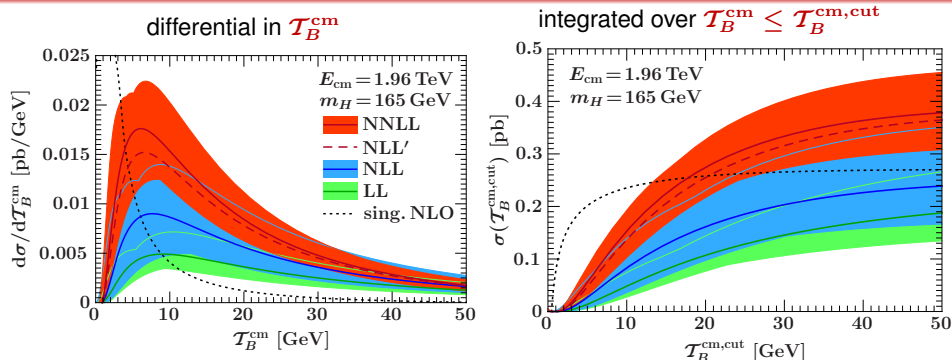 differential in 𝒯_B^cm
integrated over 𝒯_B^cm ≤ 𝒯_B^cm,cut
0.025
0.02
0.015
0.01
0.005
0
0 10 20 30 40 50
dσ/d𝒯_B^cm [pb/GeV]
𝒯_B^cm [GeV]
E_cm = 1.96 TeV
m_H = 165 GeV
NNLL
NLL′
NLL
LL
sing. NLO
0.5
0.4
0.3
0.2
0.1
0.0
0 10 20 30 40 50
σ(𝒯_B^cm,cut) [pb]
𝒯_B^cm,cut [GeV]
E_cm = 1.96 TeV
m_H = 165 GeV